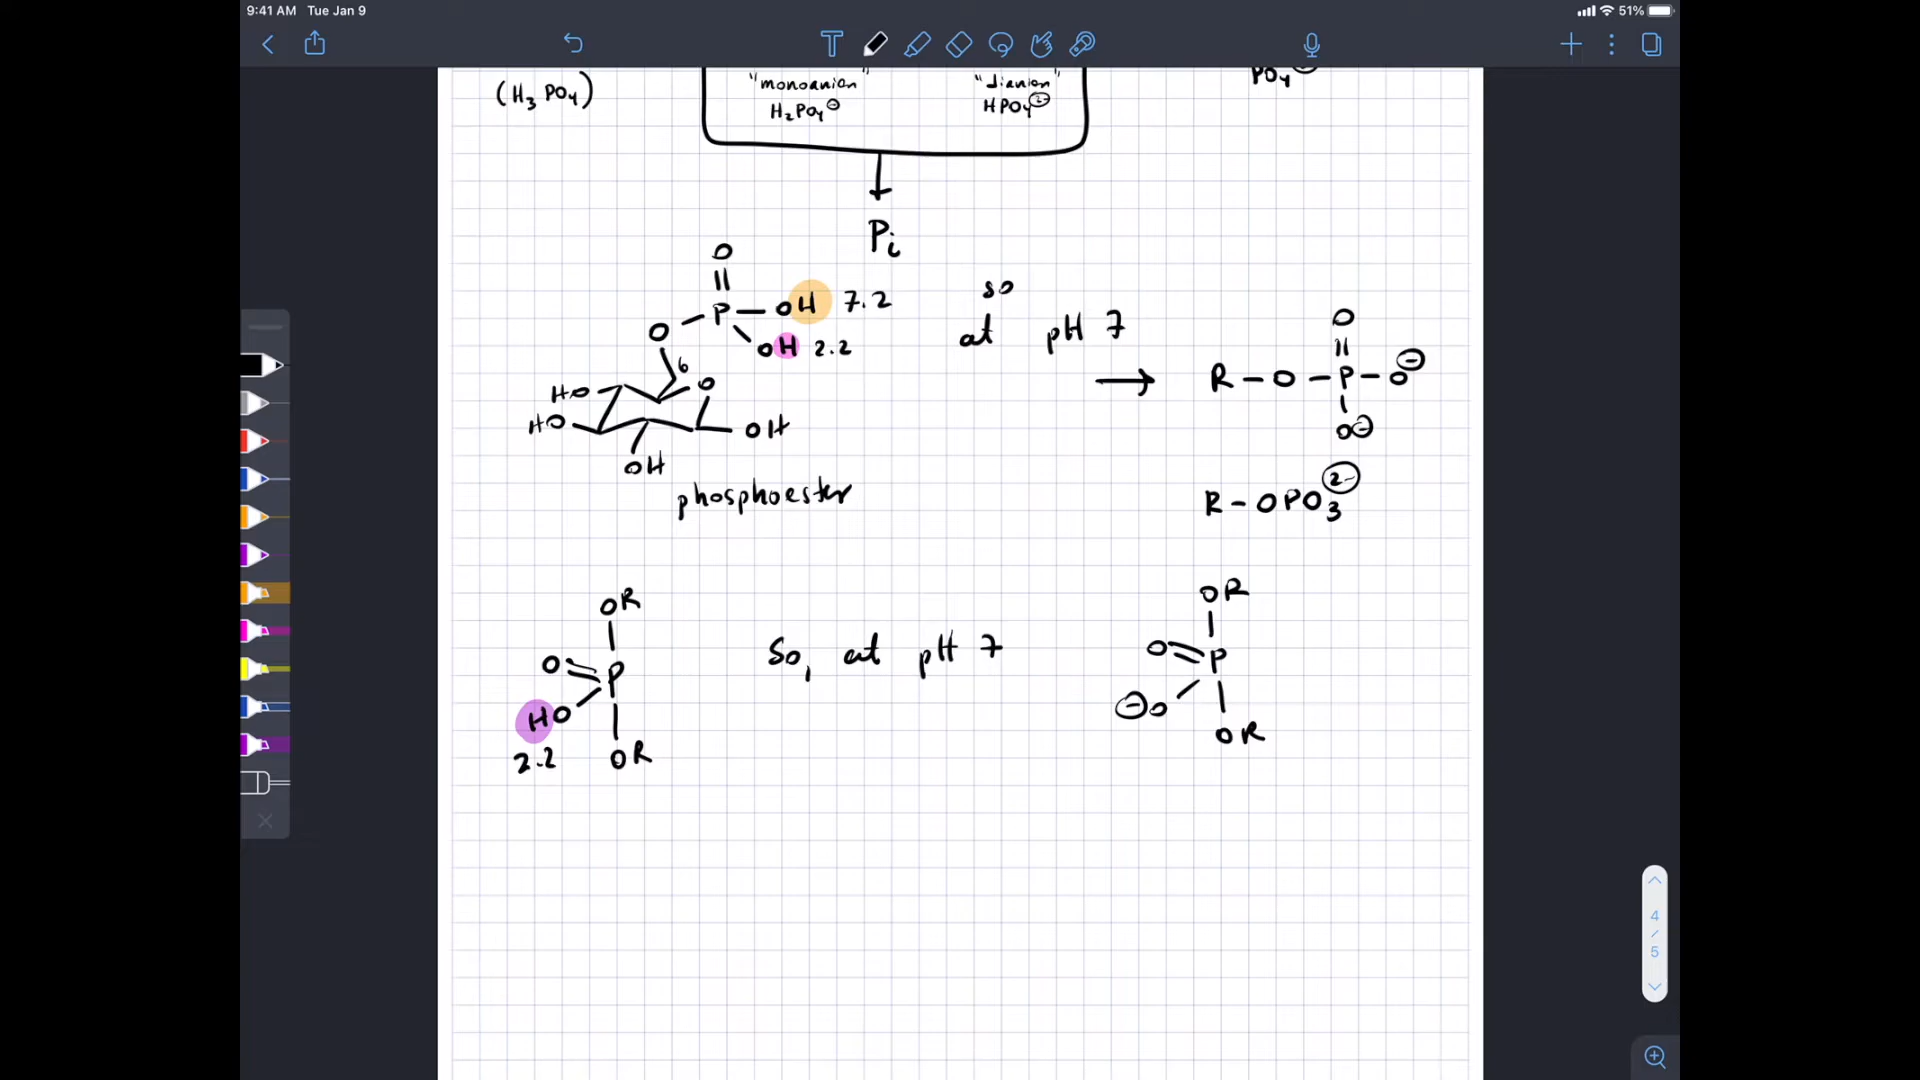 9:41 AM Tue Jan 9
51%
(H3 PO4)
"monoanion"
H2PO4⊖
"dianion"
HPO4 2-
PO4
Pi
O
P
OH 7.2
O
OH 2.2
6
O
HO
HO
OH
OH
phosphoester
so
at pH 7
O
R - O - P - O⊖
O⊖
R - OPO3 2-
OR
O
P
HO
2.2
OR
So, at pH 7
OR
O
P
⊖O
OR
4
/
5